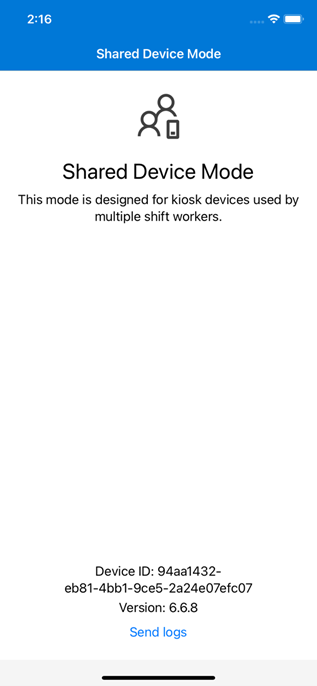 2:16
Shared Device Mode
Shared Device Mode
This mode is designed for kiosk devices used by
multiple shift workers.
Device ID: 94aa1432-
eb81-4bb1-9ce5-2a24e07efc07
Version: 6.6.8
Send logs